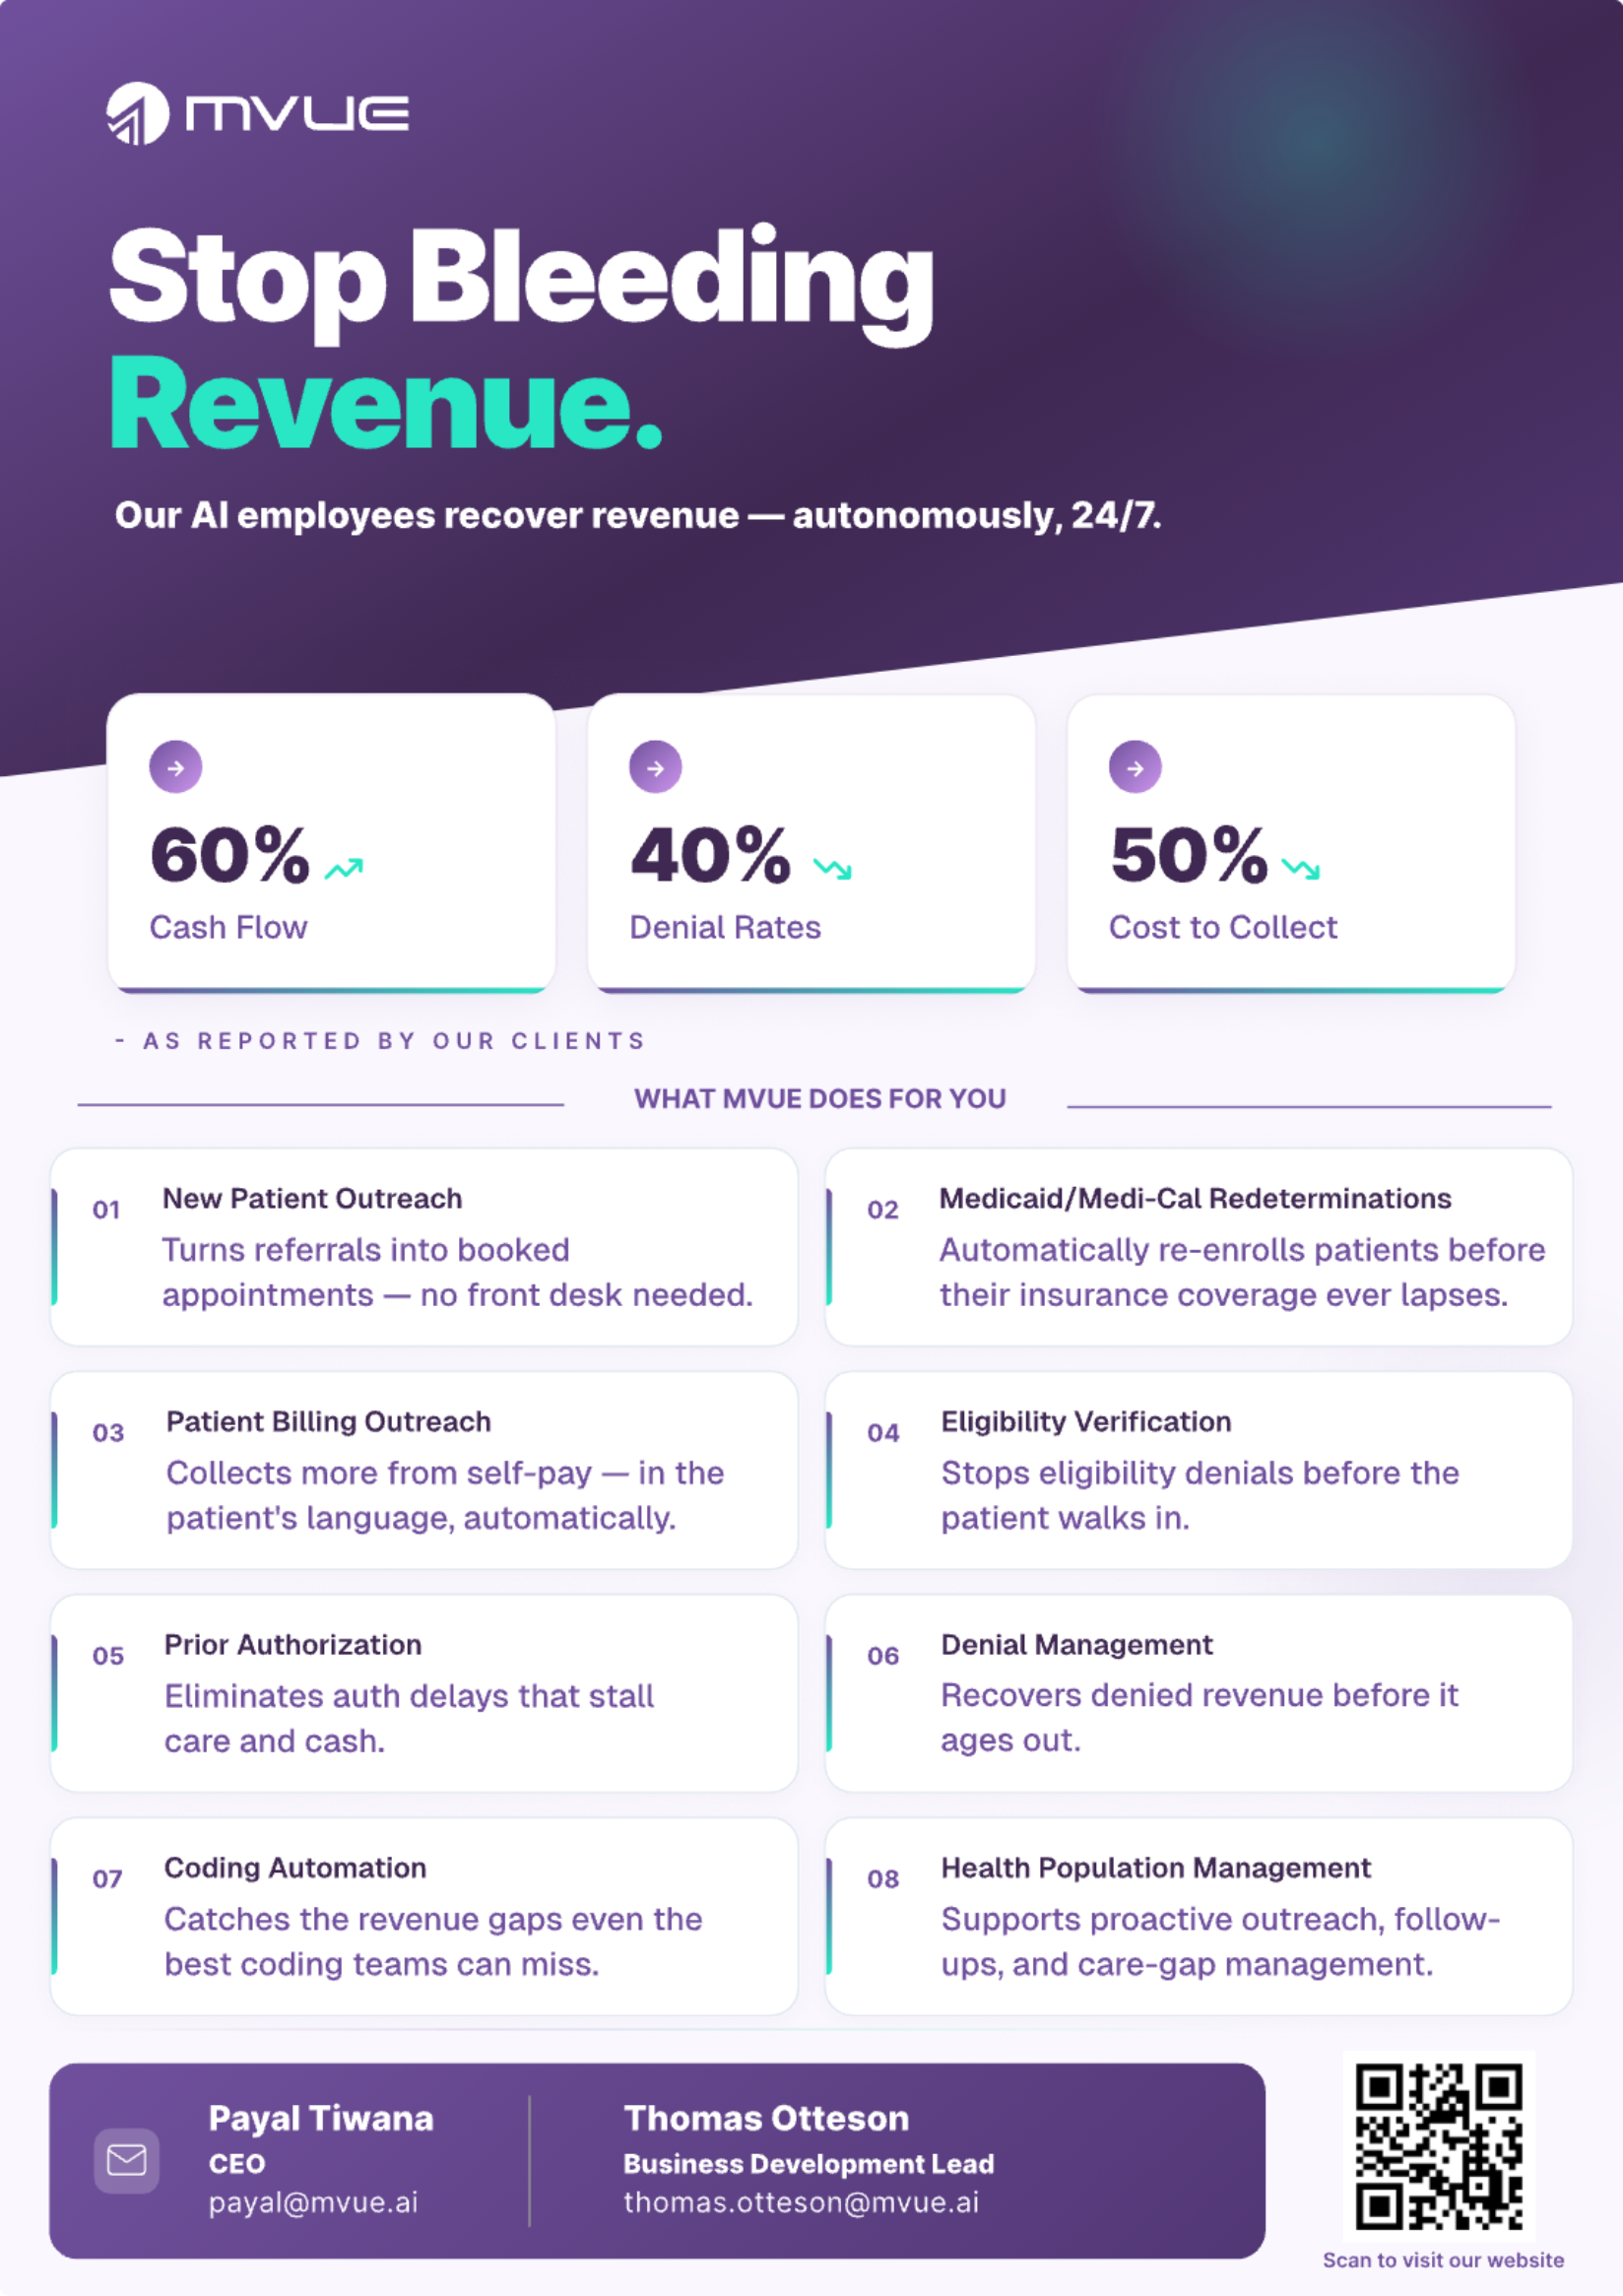 mvue
Stop Bleeding
Revenue.
Our AI employees recover revenue — autonomously, 24/7.
60%
Cash Flow
40%
Denial Rates
50%
Cost to Collect
- AS REPORTED BY OUR CLIENTS
WHAT MVUE DOES FOR YOU
01
New Patient Outreach
Turns referrals into booked
appointments — no front desk needed.
02
Medicaid/Medi-Cal Redeterminations
Automatically re-enrolls patients before
their insurance coverage ever lapses.
03
Patient Billing Outreach
Collects more from self-pay — in the
patient's language, automatically.
04
Eligibility Verification
Stops eligibility denials before the
patient walks in.
05
Prior Authorization
Eliminates auth delays that stall
care and cash.
06
Denial Management
Recovers denied revenue before it
ages out.
07
Coding Automation
Catches the revenue gaps even the
best coding teams can miss.
08
Health Population Management
Supports proactive outreach, follow-
ups, and care-gap management.
Payal Tiwana
CEO
payal@mvue.ai
Thomas Otteson
Business Development Lead
thomas.otteson@mvue.ai
Scan to visit our website